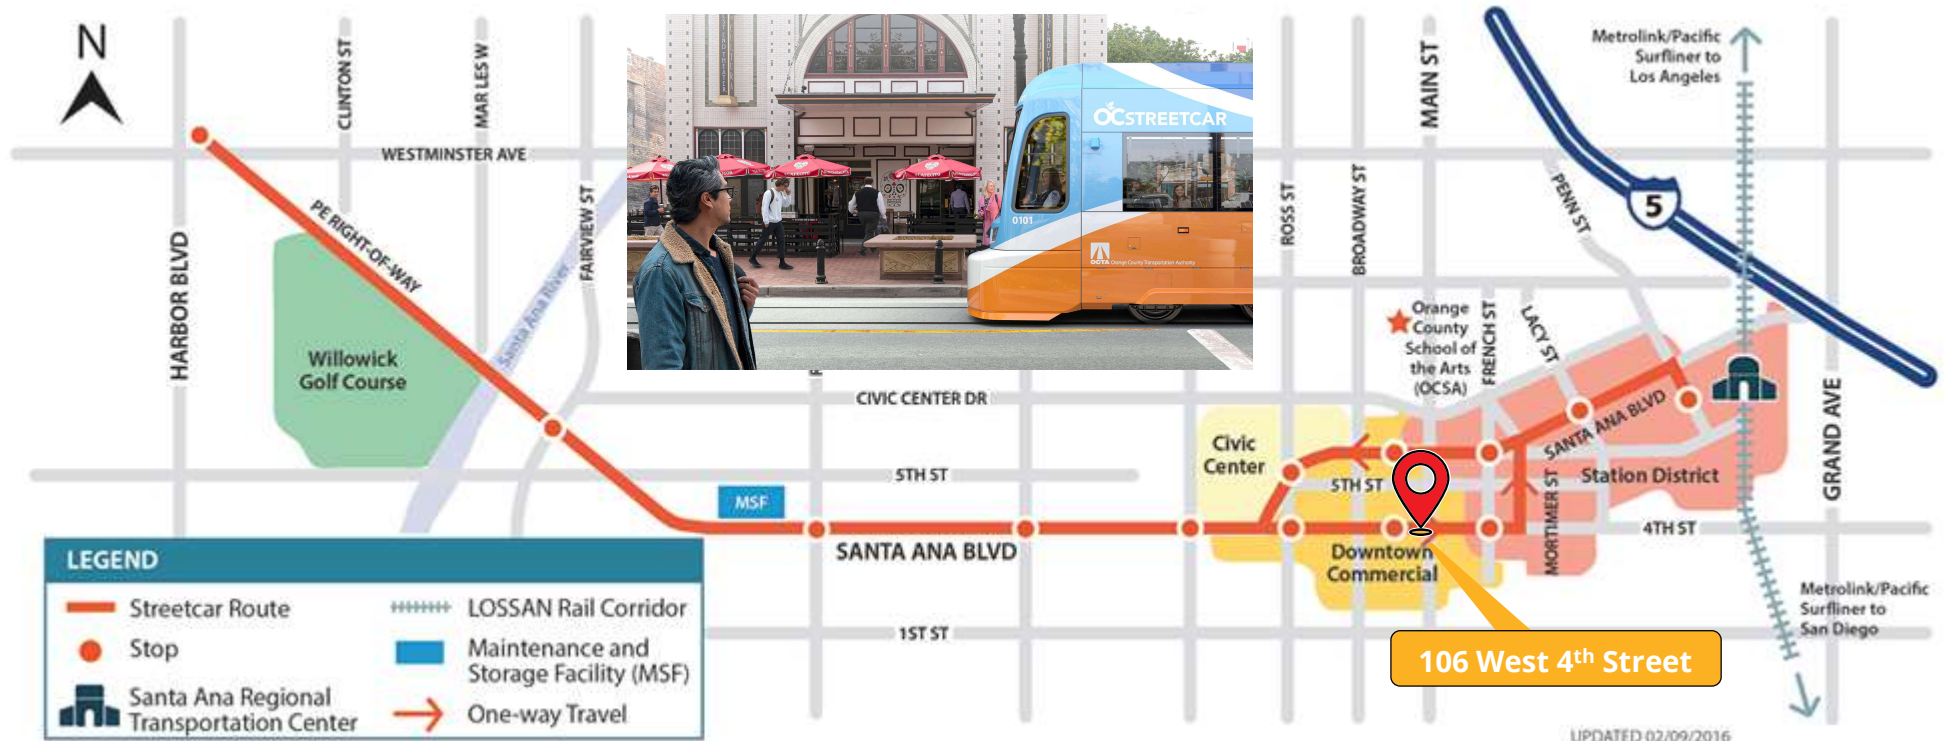 N
CLINTON ST
MAR LES W
WESTMINSTER AVE
HARBOR BLVD
PE RIGHT-OF-WAY
Santa Ana River
FAIRVIEW ST
Willowick
Golf Course
OCSTREETCAR
0101
OCTA Orange County Transportation Authority
ROSS ST
BROADWAY ST
MAIN ST
Metrolink/Pacific
Surfliner to
Los Angeles
5
PENN ST
Orange
County
School of
the Arts
(OCSA)
FRENCH ST
LACY ST
GRAND AVE
CIVIC CENTER DR
Civic
Center
5TH ST
5TH ST
SANTA ANA BLVD
Station District
MORTIMER ST
4TH ST
MSF
SANTA ANA BLVD
Downtown
Commercial
1ST ST
106 West 4th Street
Metrolink/Pacific
Surfliner to
San Diego
LEGEND
Streetcar Route
Stop
Santa Ana Regional
Transportation Center
LOSSAN Rail Corridor
Maintenance and
Storage Facility (MSF)
One-way Travel
UPDATED 02/09/2016